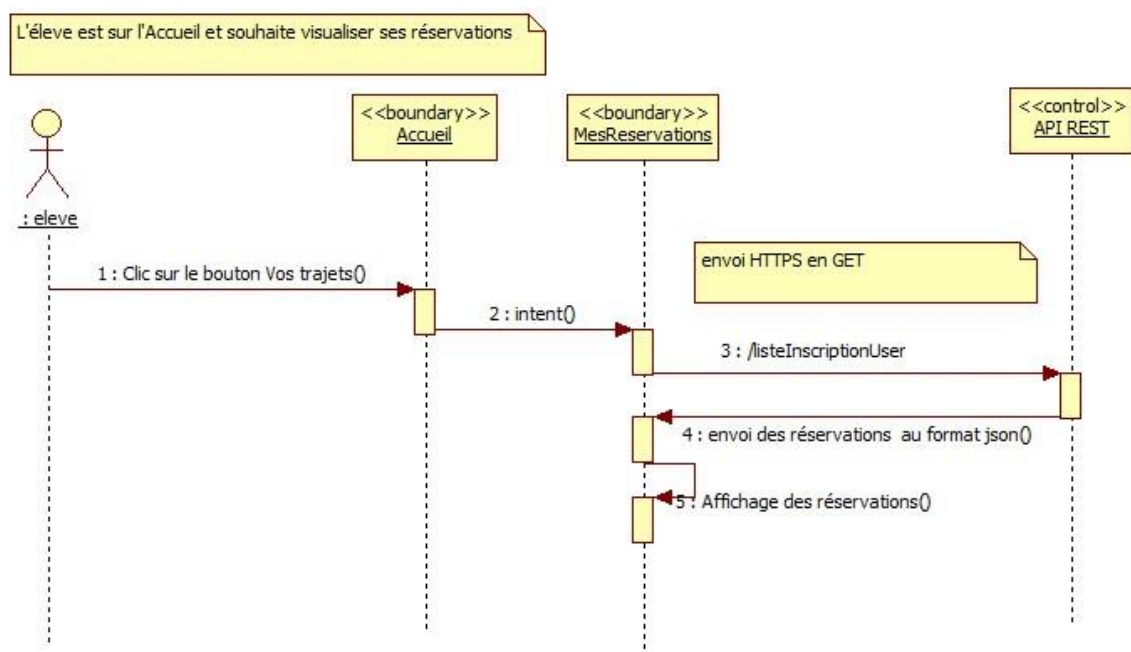 L'éleve est sur l'Accueil et souhaite visualiser ses réservations
<<boundary>>
Accueil
<<boundary>>
MesReservations
<<control>>
API REST
: eleve
envoi HTTPS en GET
1 : Clic sur le bouton Vos trajets()
2 : intent()
3 : /listeInscriptionUser
4 : envoi des réservations au format json()
5 : Affichage des réservations()